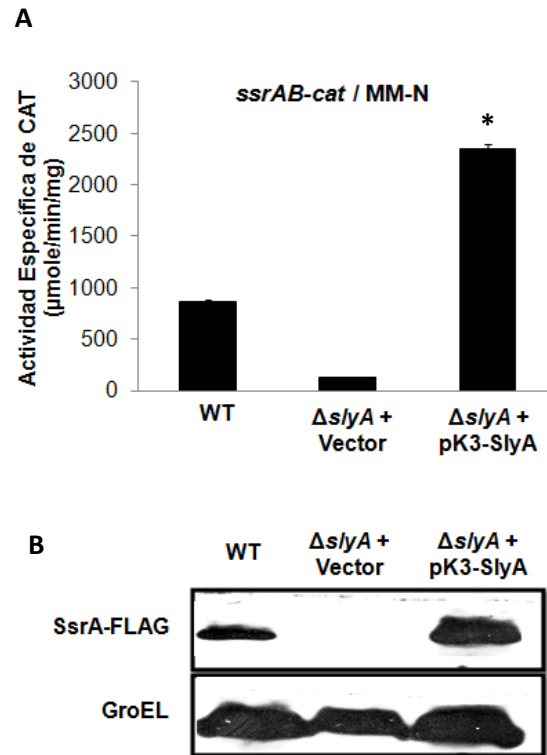 A
ssrAB-cat / MM-N
*
Actividad Específica de CAT
(µmole/min/mg)
3000
2500
2000
1500
1000
500
0
WT
ΔslyA +
Vector
ΔslyA +
pK3-SlyA
B
WT
ΔslyA +
Vector
ΔslyA +
pK3-SlyA
SsrA-FLAG
GroEL